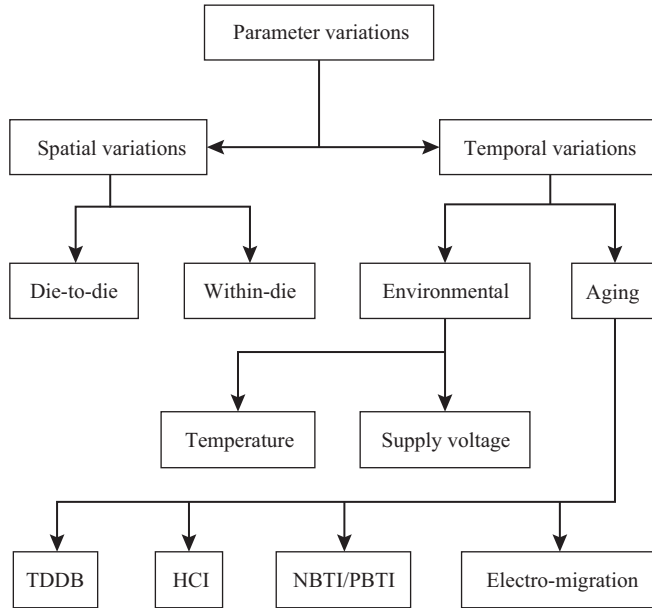 Parameter variations
Spatial variations
Temporal variations
Die-to-die
Within-die
Environmental
Aging
Temperature
Supply voltage
TDDB
HCI
NBTI/PBTI
Electro-migration